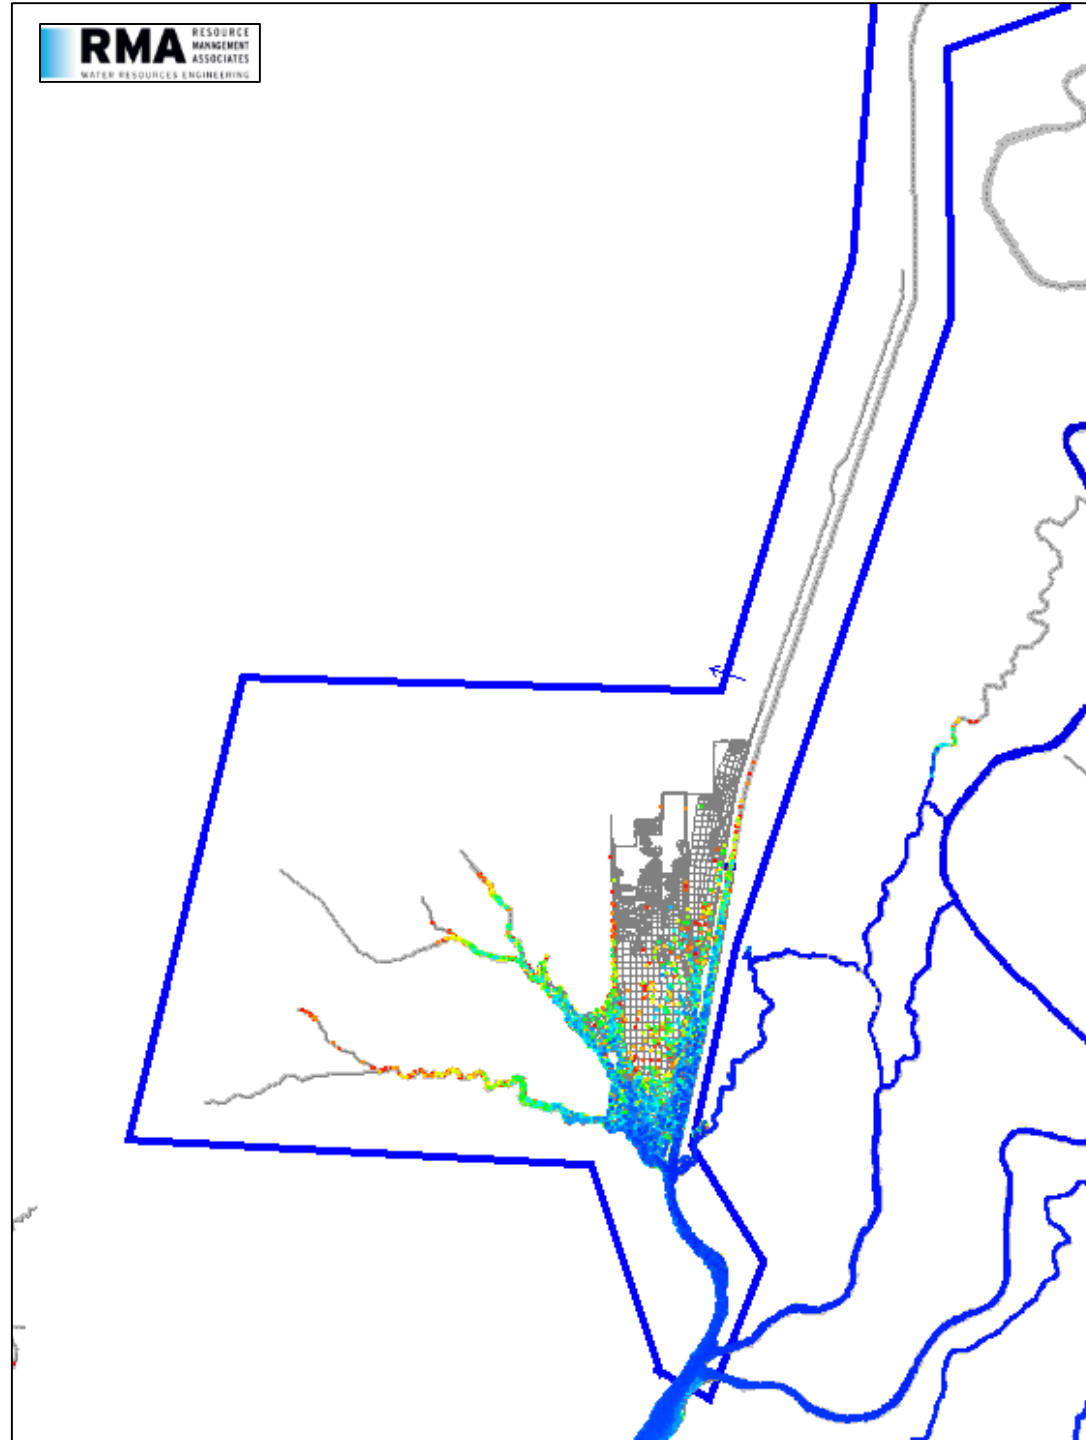 RMA
RESOURCE
MANAGEMENT
ASSOCIATES
WATER RESOURCES ENGINEERING